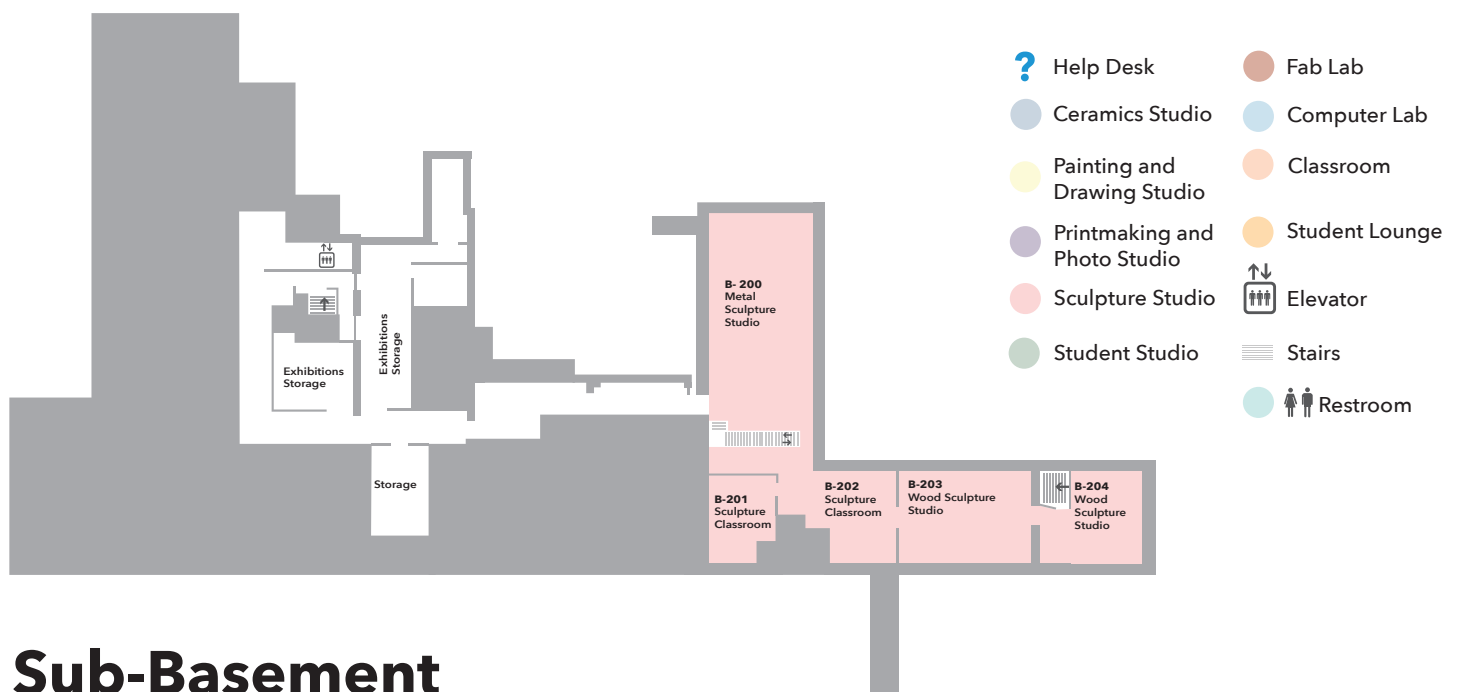 Help Desk
Ceramics Studio
Painting and
Drawing Studio
Printmaking and
Photo Studio
Sculpture Studio
Student Studio
Fab Lab
Computer Lab
Classroom
Student Lounge
Elevator
Stairs
Restroom
Exhibitions
Storage
Exhibitions
Storage
Storage
B- 200
Metal
Sculpture
Studio
B-201
Sculpture
Classroom
B-202
Sculpture
Classroom
B-203
Wood Sculpture
Studio
B-204
Wood
Sculpture
Studio
Sub-Basement